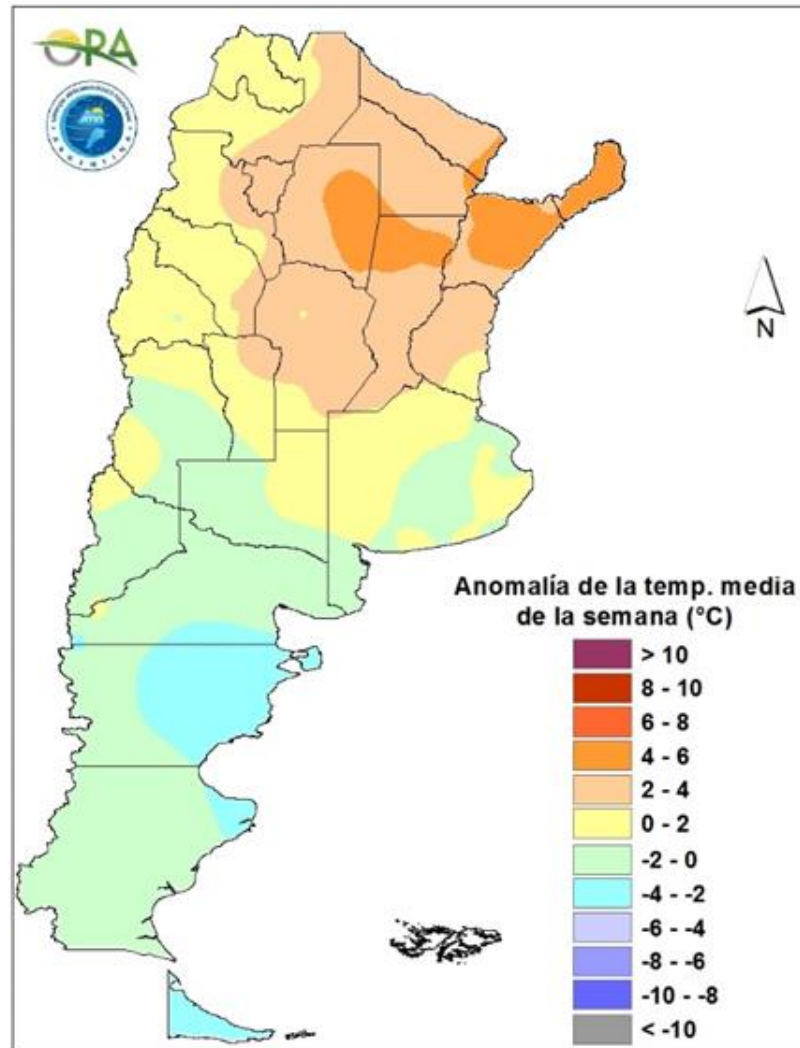 ORA
N
Anomalía de la temp. media
de la semana (°C)
> 10
8 - 10
6 - 8
4 - 6
2 - 4
0 - 2
-2 - 0
-4 - -2
-6 - -4
-8 - -6
-10 - -8
< -10